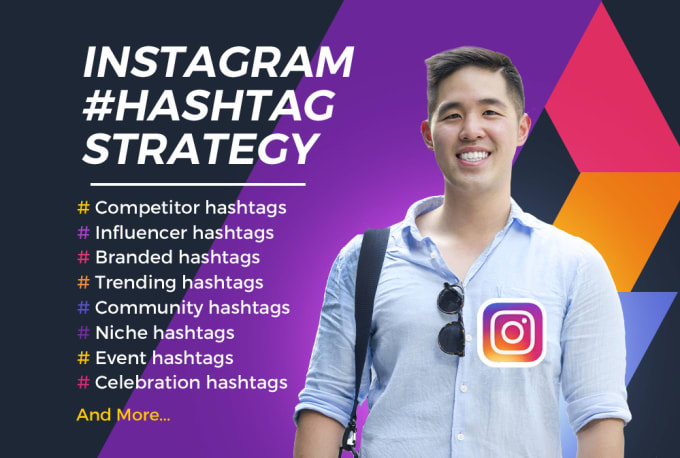 INSTAGRAM
#HASHTAG
STRATEGY
# Competitor hashtags
# Influencer hashtags
# Branded hashtags
# Trending hashtags
# Community hashtags
# Niche hashtags
# Event hashtags
# Celebration hashtags
And More...